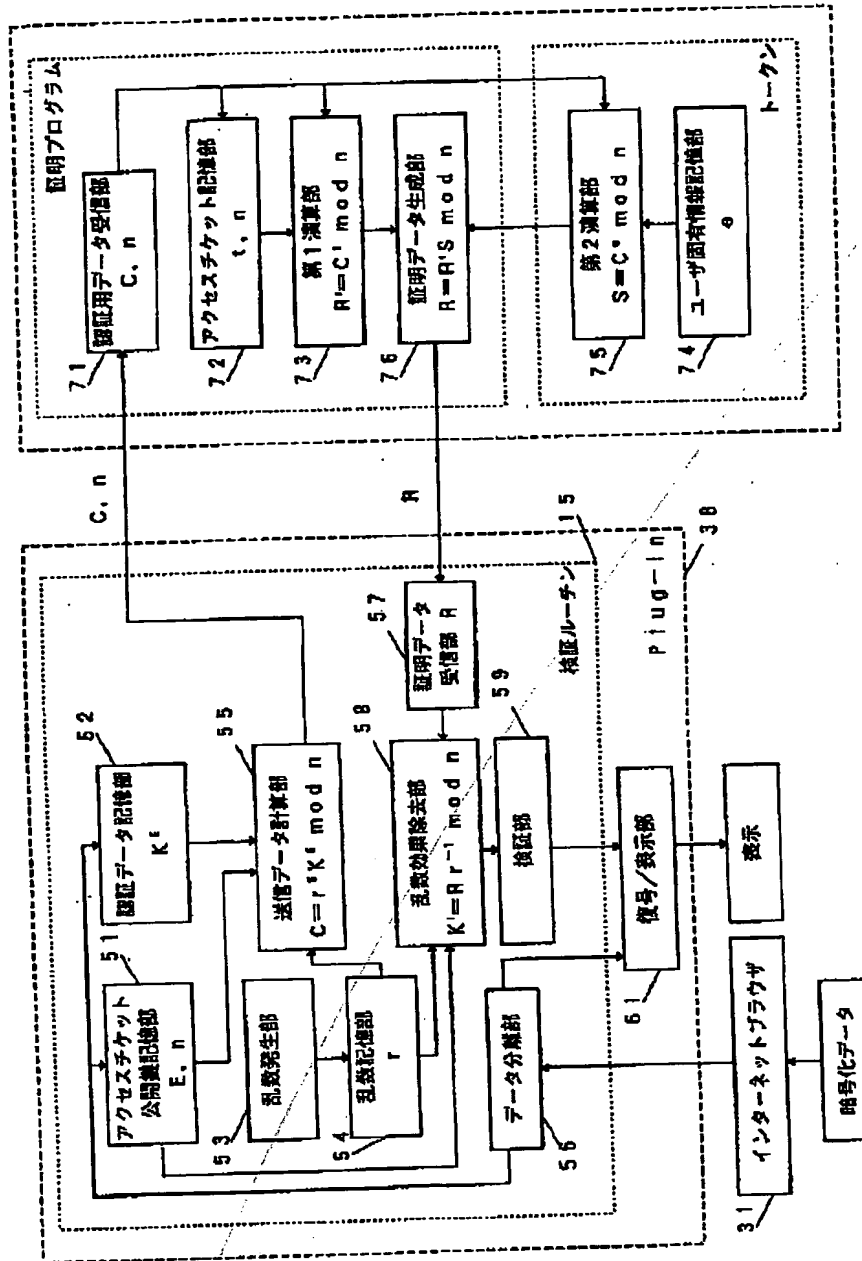 証明プログラム
認証用データ受信部
C, n
71
アクセスチケット記憶部
t, n
72
第1演算部
R'=Cᵗ mod n
73
証明データ生成部
R=R'S mod n
76
第2演算部
S=Cᵉ mod n
75
ユーザ固有情報記憶部
e
74
トークン
C, n
R
アクセスチケット
公開鍵記憶部
E, n
51
認証データ記憶部
Kᴱ
52
乱数発生部
53
乱数記憶部
r
54
送信データ計算部
C=rᴱKᴱ mod n
55
証明データ
受信部 R
57
乱数効果除去部
K'=Rr⁻¹ mod n
58
検証部
59
データ分離部
56
検証ルーチン
15
復号/表示部
61
Plug-in
38
インターネットブラウザ
31
表示
暗号化データ